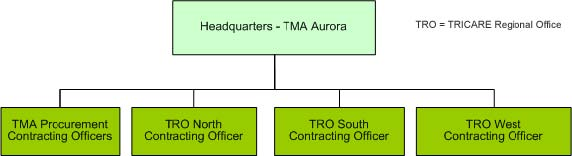 Headquarters - TMA Aurora
TRO = TRICARE Regional Office
TMA Procurement
Contracting Officers
TRO North
Contracting Officer
TRO South
Contracting Officer
TRO West
Contracting Officer